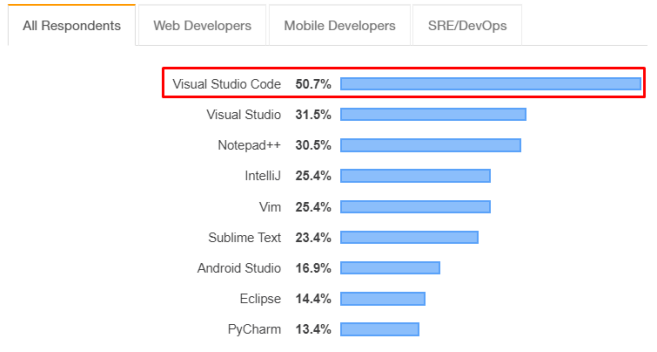 All Respondents Web Developers Mobile Developers SRE/DevOps
Visual Studio Code 50.7%
Visual Studio 31.5%
Notepad++ 30.5%
IntelliJ 25.4%
Vim 25.4%
Sublime Text 23.4%
Android Studio 16.9%
Eclipse 14.4%
PyCharm 13.4%